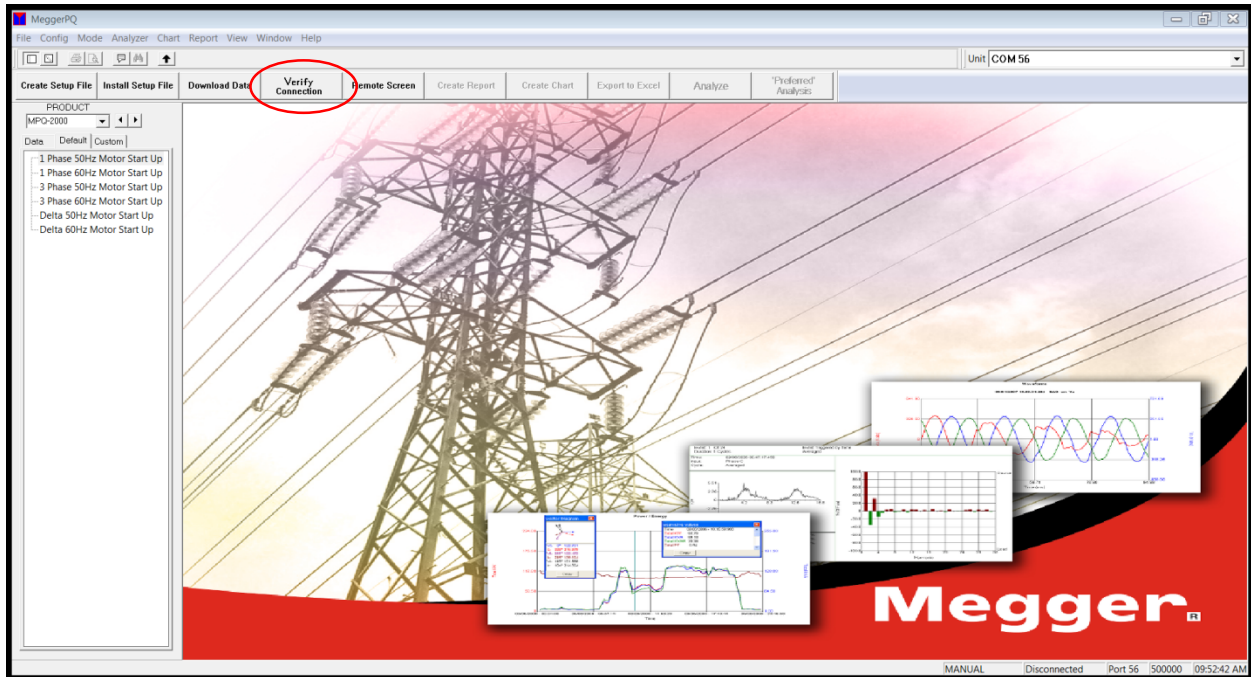 MeggerPQ
File Config Mode Analyzer Chart Report View Window Help
Unit COM 56
Create Setup File Install Setup File Download Data Verify Connection Remote Screen Create Report Create Chart Export to Excel Analyze 'Preferred' Analysis
PRODUCT
MPQ-2000
Data Default Custom
1 Phase 50Hz Motor Start Up
1 Phase 60Hz Motor Start Up
3 Phase 50Hz Motor Start Up
3 Phase 60Hz Motor Start Up
Delta 50Hz Motor Start Up
Delta 60Hz Motor Start Up
Waveforms
Power / Energy
Time
Megger®
MANUAL Disconnected Port 56 500000 09:52:42 AM